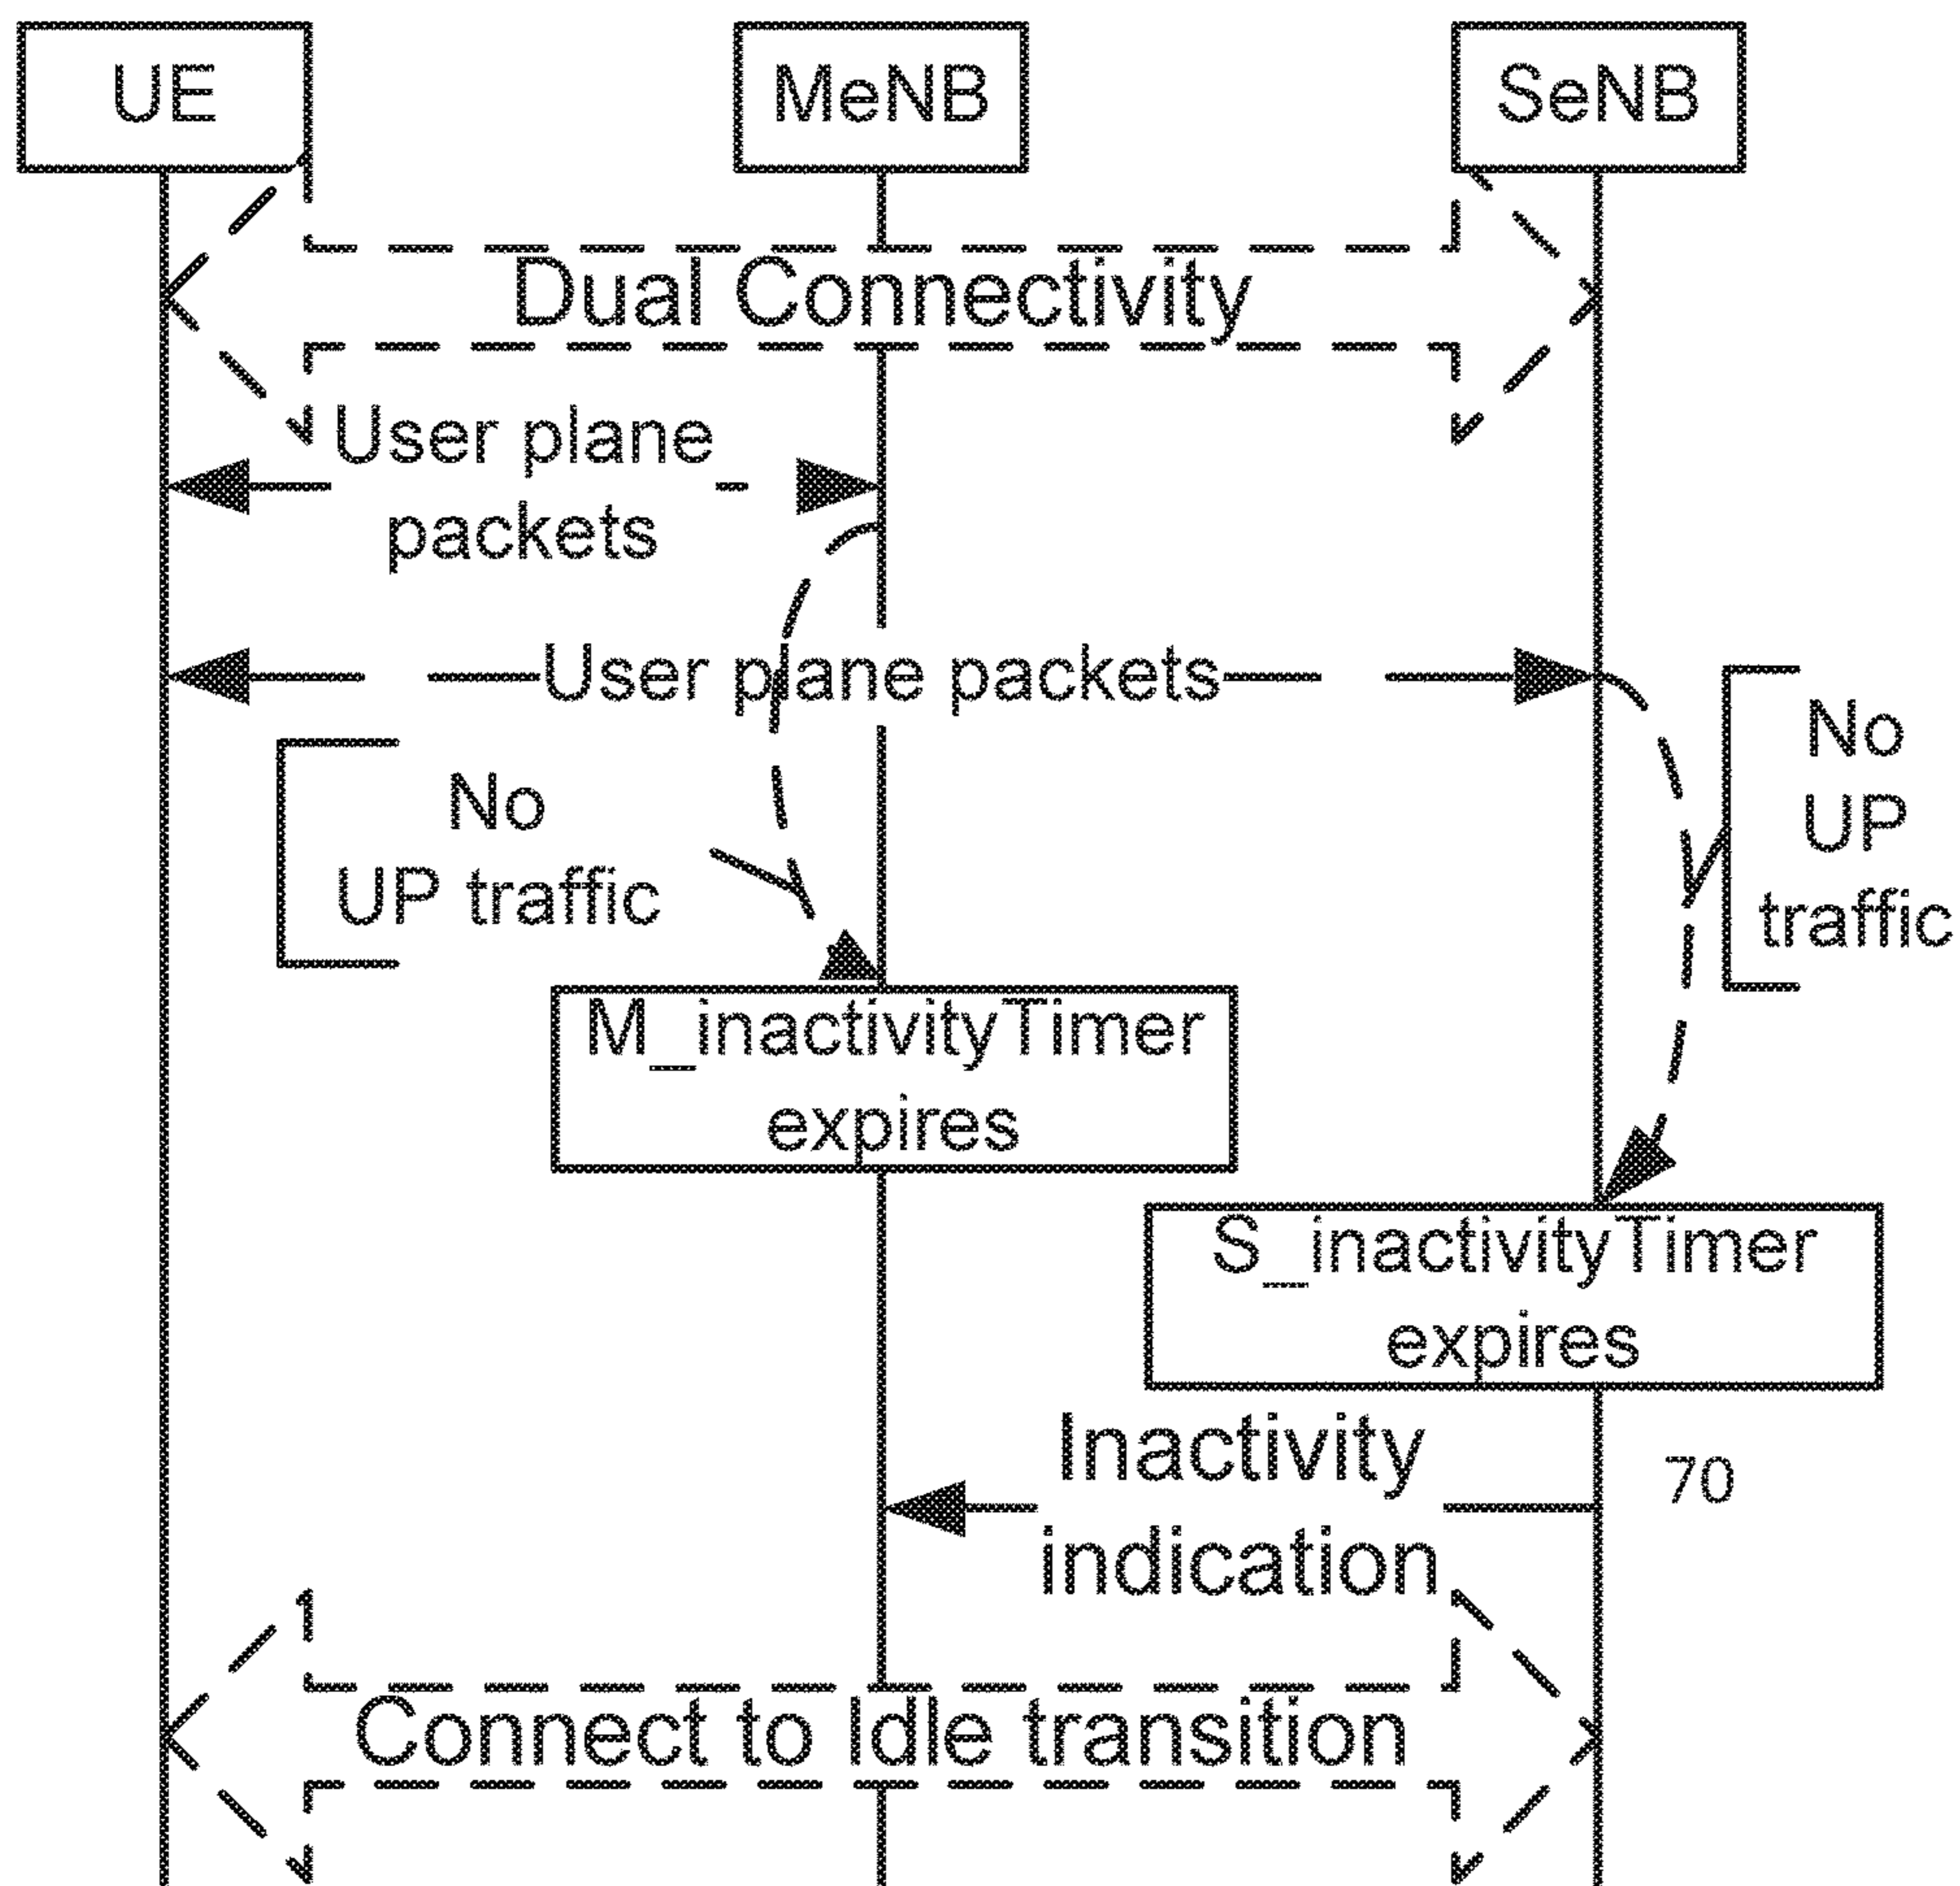 UE
MeNB
SeNB
Dual Connectivity
User plane
packets
User plane packets
No
UP traffic
No
UP
traffic
M_inactivityTimer
expires
S_inactivityTimer
expires
Inactivity
indication
70
Connect to Idle transition